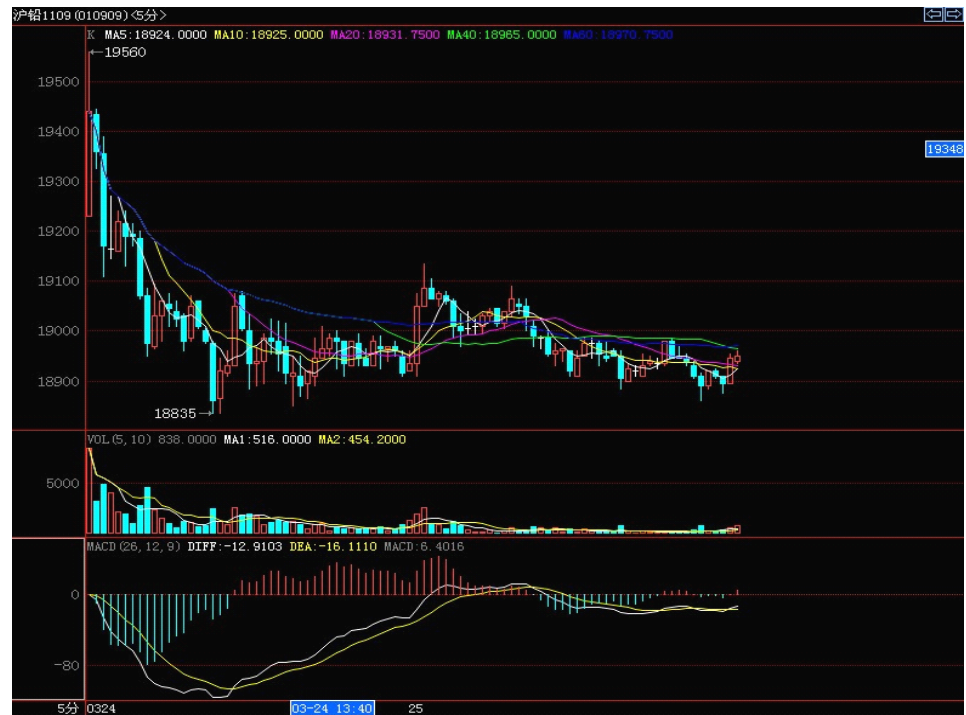 沪铅1109(010909)<5分>
K MA5:18924.0000 MA10:18925.0000 MA20:18931.7500 MA40:18965.0000 MA60:18970.7500
←19560
19500
19400
19348
19300
19200
19100
19000
18900
18835→
VOL(5,10) 838.0000 MA1:516.0000 MA2:454.2000
5000
MACD(26,12,9) DIFF:-12.9103 DEA:-16.1110 MACD:6.4016
0
-80
5分 0324 03-24 13:40 25